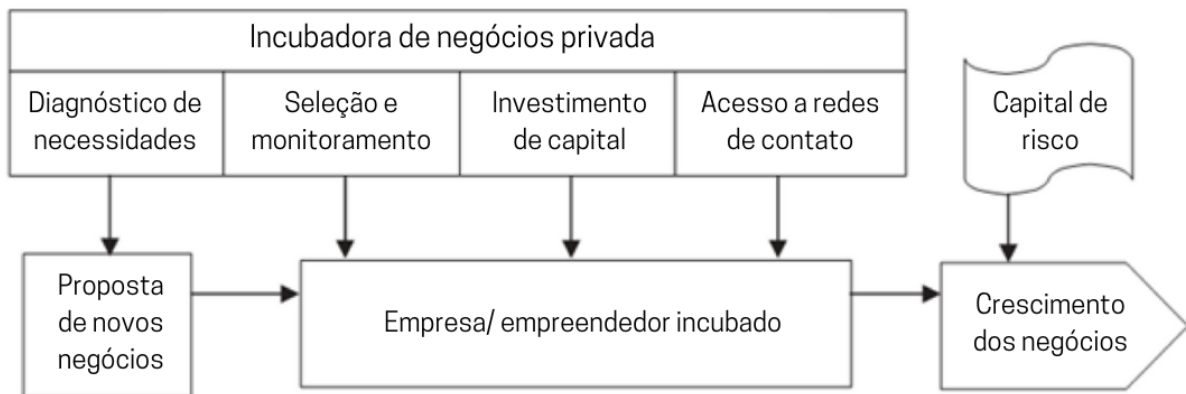 Incubadora de negócios privada
Diagnóstico de
necessidades
Seleção e
monitoramento
Investimento
de capital
Acesso a redes
de contato
Capital de
risco
Proposta
de novos
negócios
Empresa/ empreendedor incubado
Crescimento
dos negócios